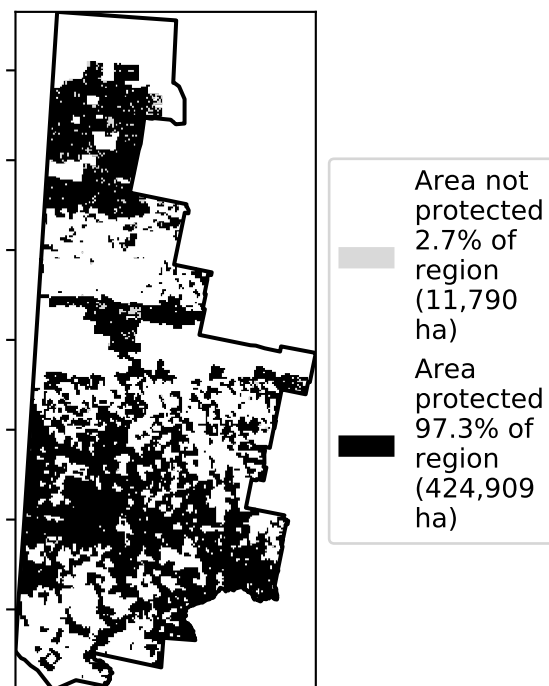 Area not
protected
2.7% of
region
(11,790
ha)
Area
protected
97.3% of
region
(424,909
ha)